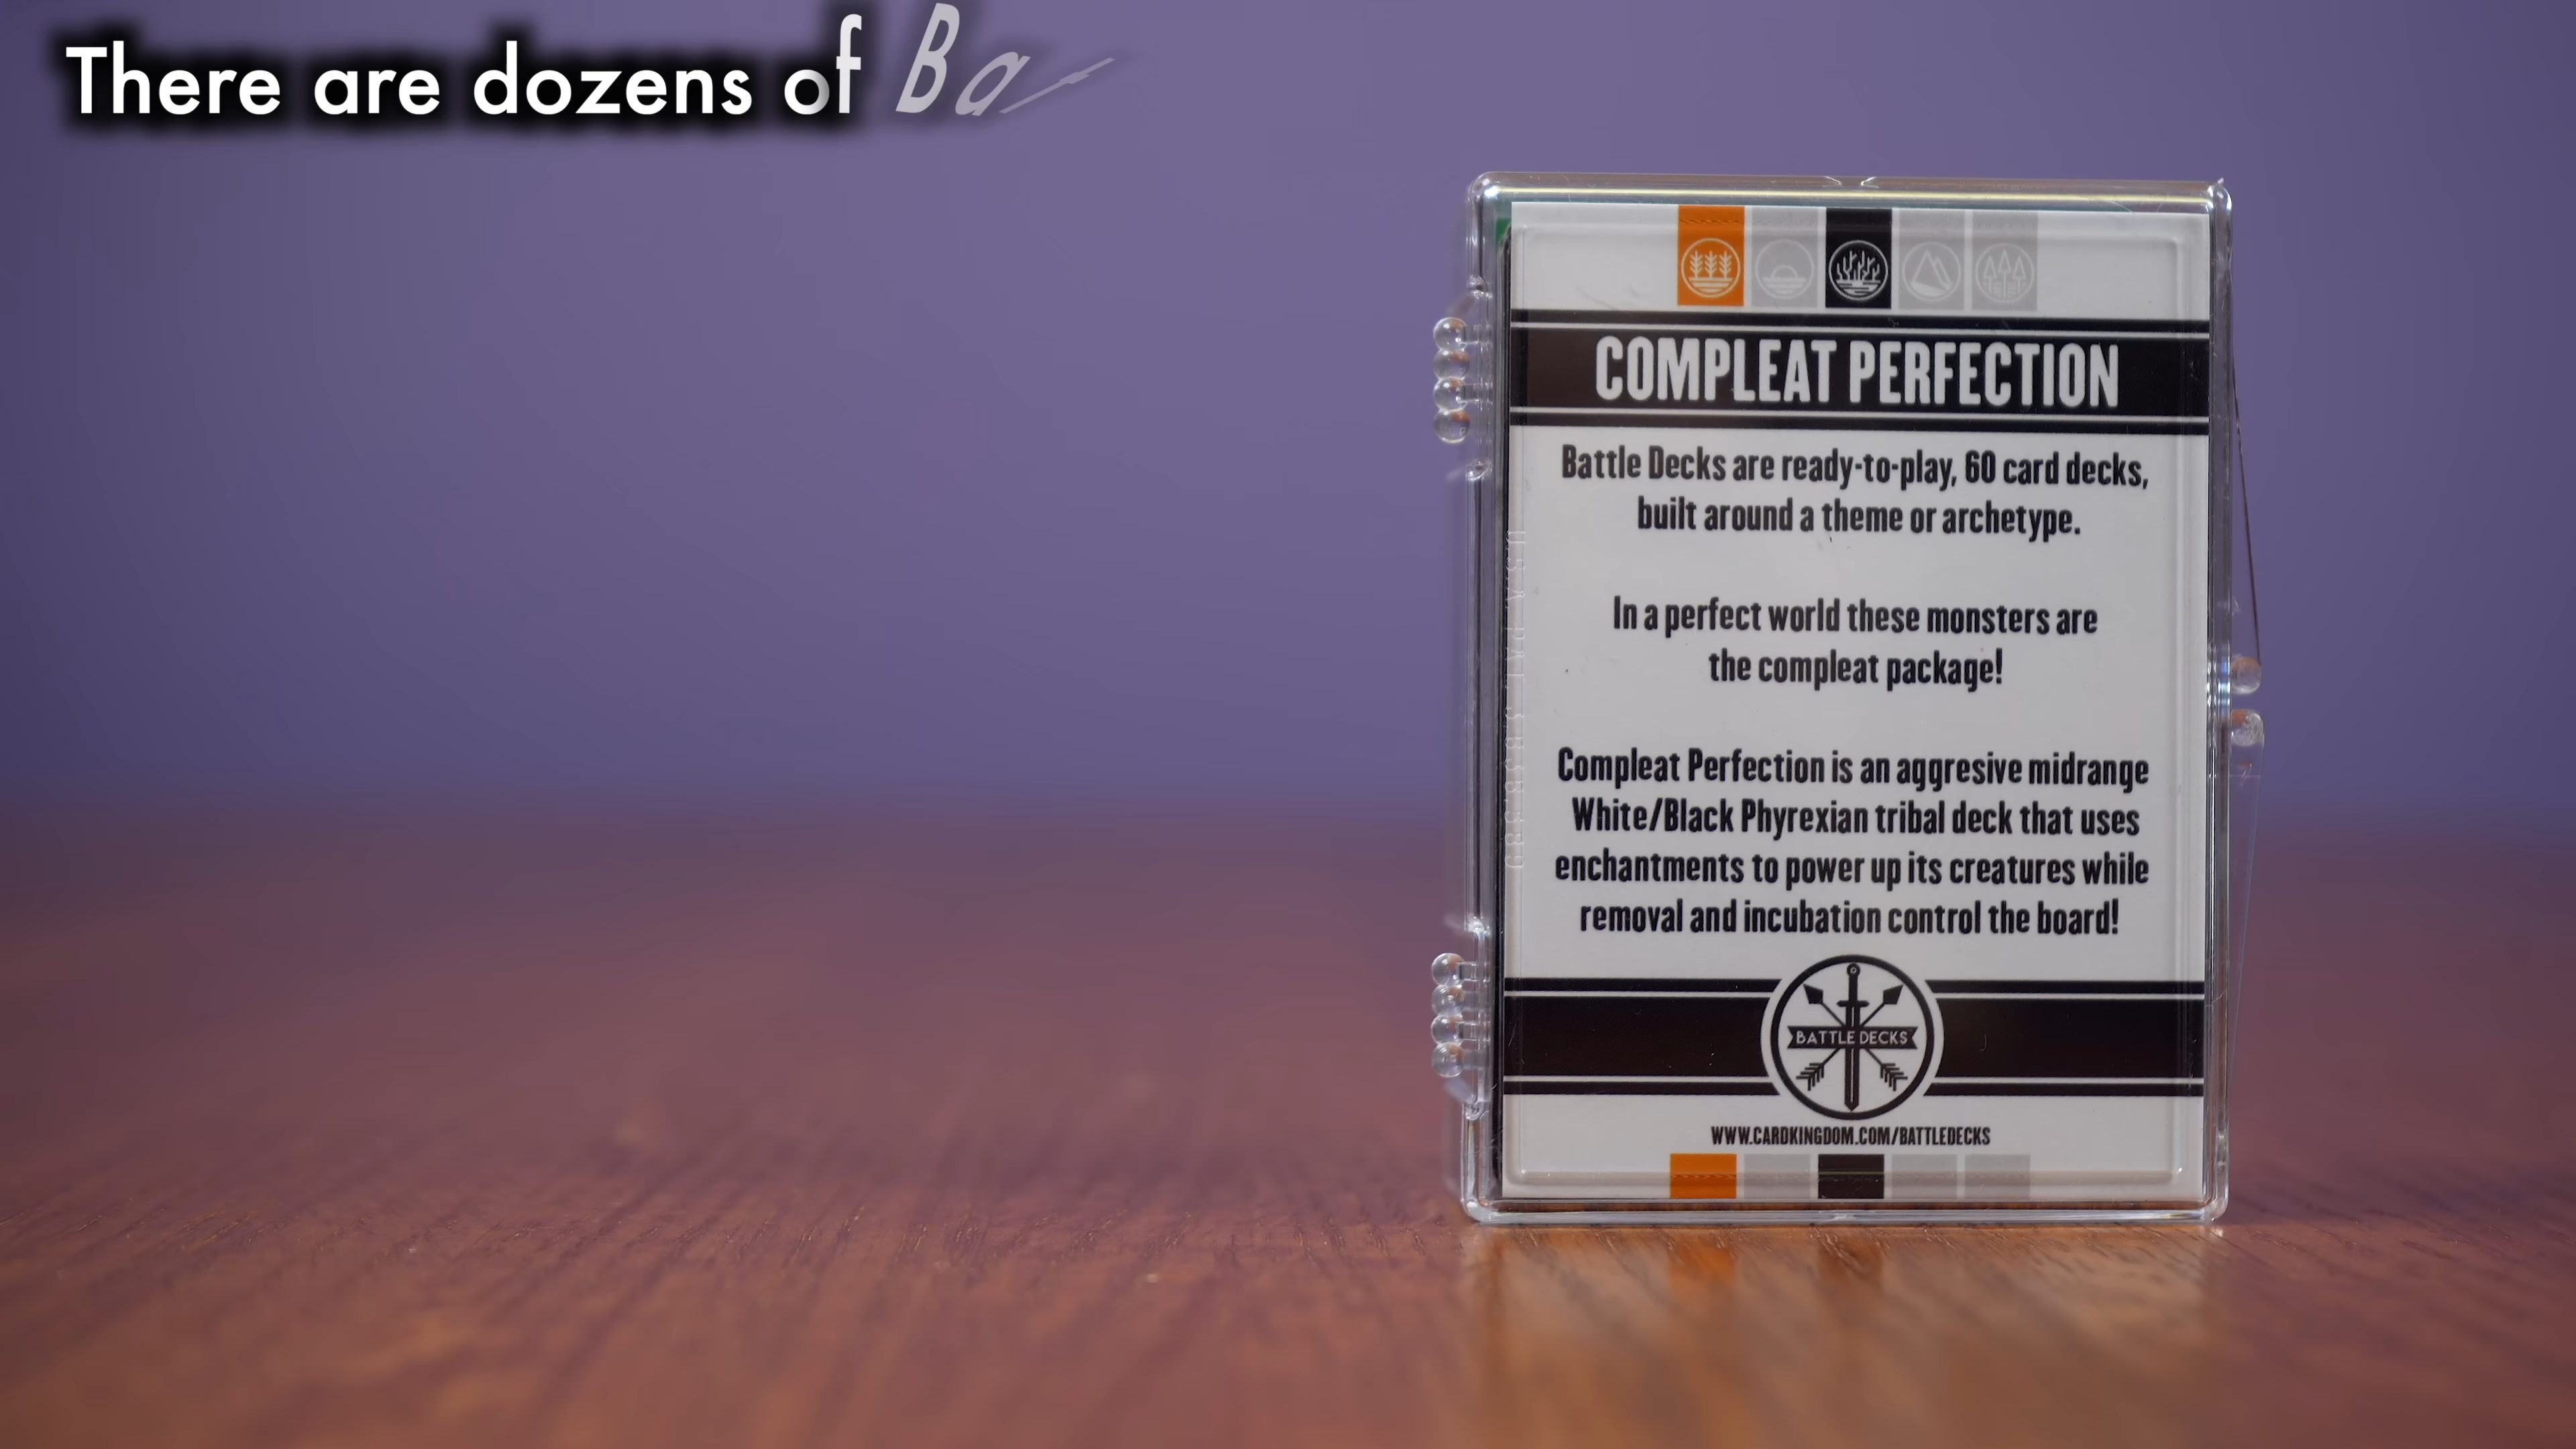 There are dozens of Ba
COMPLEAT PERFECTION
Battle Decks are ready-to-play, 60 card decks,
built around a theme or archetype.
In a perfect world these monsters are
the compleat package!
Compleat Perfection is an aggresive midrange
White/Black Phyrexian tribal deck that uses
enchantments to power up its creatures while
removal and incubation control the board!
BATTLE DECKS
WWW.CARDKINGDOM.COM/BATTLEDECKS